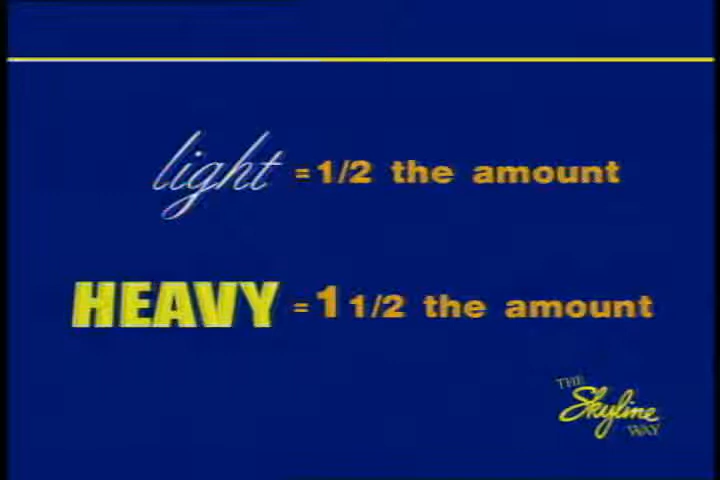 light = 1/2 the amount
HEAVY = 1 1/2 the amount
THE
Skyline
WAY